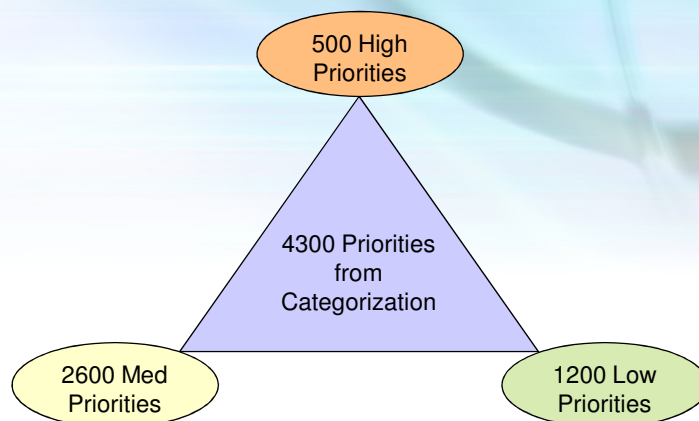 500 High
Priorities
4300 Priorities
from
Categorization
2600 Med
Priorities
1200 Low
Priorities